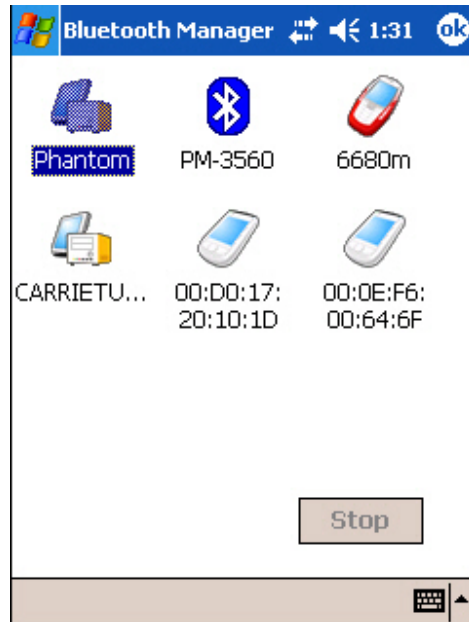 Bluetooth Manager 1:31 ok
Phantom PM-3560 6680m
CARRIETU... 00:D0:17: 00:0E:F6:
20:10:1D 00:64:6F
Stop